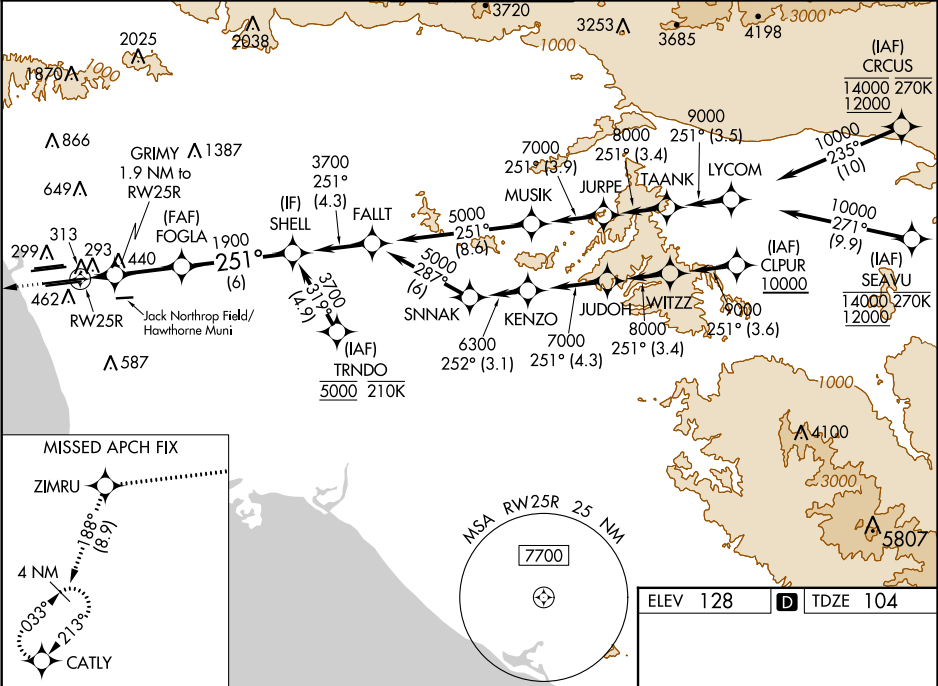 3720
3000
2038
2025
1000
1870
1000
3253
3685
4198
(IAF)
CRCUS
14000 270K
12000
866
GRIMY
1.9 NM to
RW25R
1387
649
3700
251°
(4.3)
7000
251° (3.9)
8000
251° (3.4)
9000
251° (3.5)
10000
235°
(10)
LYCOM
TAANK
JURPE
MUSIK
FALLT
(IF)
SHELL
(FAF)
FOGLA
313
299
293
440
462
1900
251°
(6)
5000
251°
(8.6)
10000
271°
(9.9)
(IAF)
SEAVU
14000 270K
12000
(IAF)
CLPUR
10000
5000
287°
(6)
3700
319°
(4.9)
RW25R
Jack Northrop Field/
Hawthorne Muni
SNNAK
KENZO
JUDOH
WITZZ
6300
252° (3.1)
7000
251° (4.3)
8000
251° (3.4)
9000
251° (3.6)
587
(IAF)
TRNDO
5000 210K
1000
4100
3000
5807
MISSED APCH FIX
ZIMRU
188°
(8.9)
4 NM
033°
213°
CATLY
MSA RW25R 25 NM
7700
ELEV 128 D TDZE 104